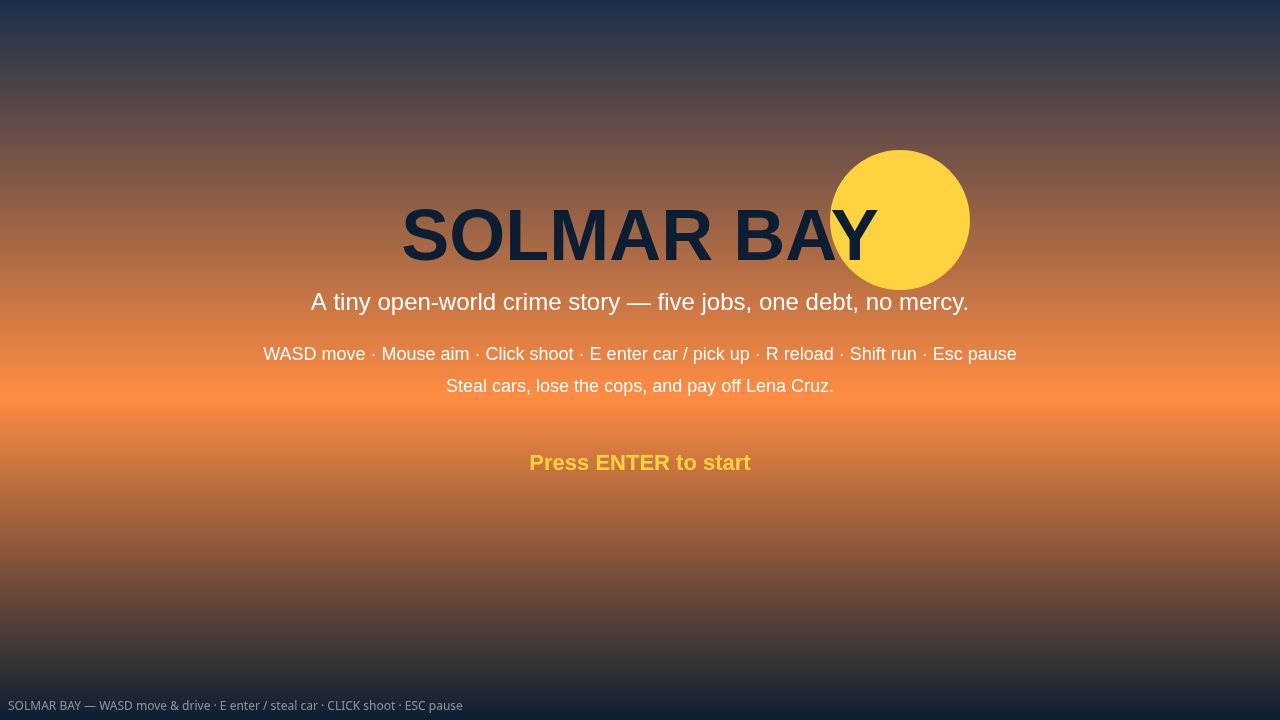 SOLMAR BAY
A tiny open-world crime story — five jobs, one debt, no mercy.
WASD move · Mouse aim · Click shoot · E enter car / pick up · R reload · Shift run · Esc pause
Steal cars, lose the cops, and pay off Lena Cruz.
Press ENTER to start
SOLMAR BAY — WASD move & drive · E enter / steal car · CLICK shoot · ESC pause